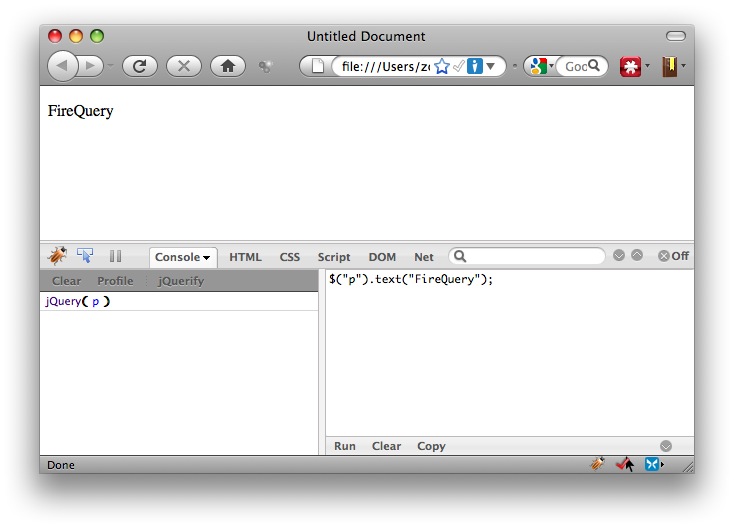 Untitled Document
file:///Users/zo
Goo
FireQuery
Console HTML CSS Script DOM Net Off
Clear Profile jQuerify
jQuery( p )
$("p").text("FireQuery");
Run Clear Copy
Done